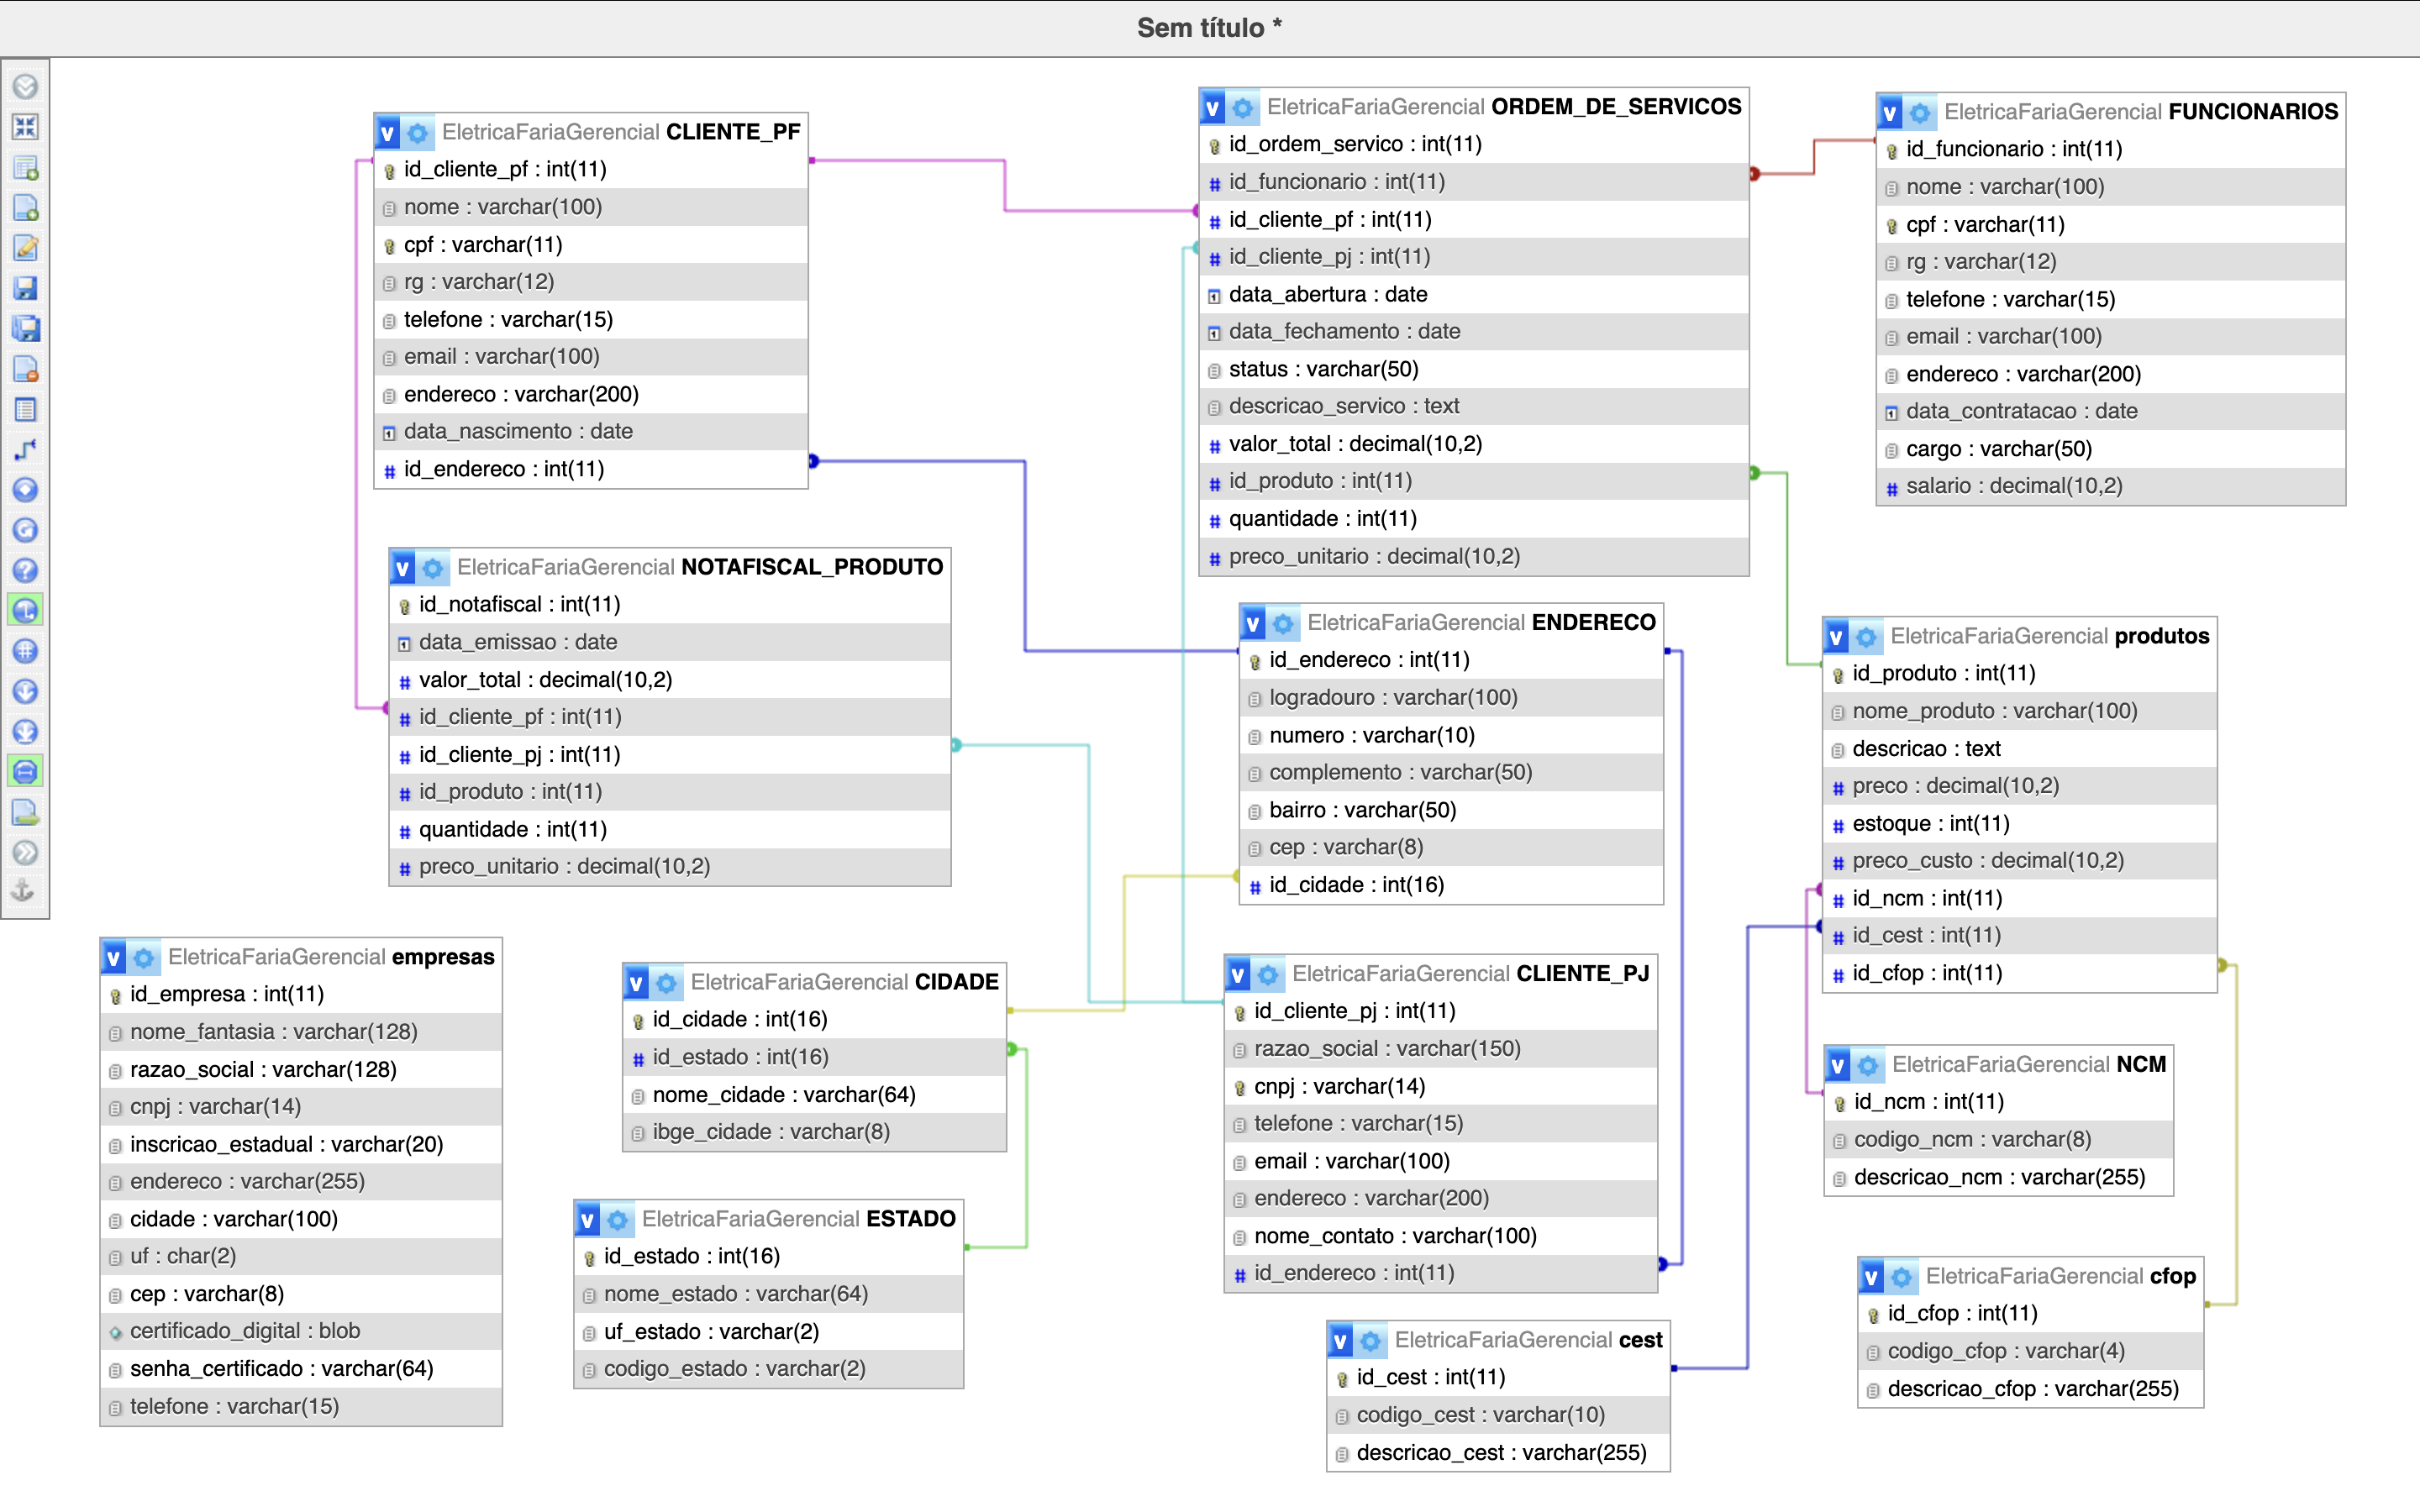 Sem título *
EletricaFariaGerencial CLIENTE_PF
id_cliente_pf : int(11)
nome : varchar(100)
cpf : varchar(11)
rg : varchar(12)
telefone : varchar(15)
email : varchar(100)
endereco : varchar(200)
data_nascimento : date
id_endereco : int(11)
EletricaFariaGerencial ORDEM_DE_SERVICOS
id_ordem_servico : int(11)
id_funcionario : int(11)
id_cliente_pf : int(11)
id_cliente_pj : int(11)
data_abertura : date
data_fechamento : date
status : varchar(50)
descricao_servico : text
valor_total : decimal(10,2)
id_produto : int(11)
quantidade : int(11)
preco_unitario : decimal(10,2)
EletricaFariaGerencial FUNCIONARIOS
id_funcionario : int(11)
nome : varchar(100)
cpf : varchar(11)
rg : varchar(12)
telefone : varchar(15)
email : varchar(100)
endereco : varchar(200)
data_contratacao : date
cargo : varchar(50)
salario : decimal(10,2)
EletricaFariaGerencial NOTAFISCAL_PRODUTO
id_notafiscal : int(11)
data_emissao : date
valor_total : decimal(10,2)
id_cliente_pf : int(11)
id_cliente_pj : int(11)
id_produto : int(11)
quantidade : int(11)
preco_unitario : decimal(10,2)
EletricaFariaGerencial ENDERECO
id_endereco : int(11)
logradouro : varchar(100)
numero : varchar(10)
complemento : varchar(50)
bairro : varchar(50)
cep : varchar(8)
id_cidade : int(16)
EletricaFariaGerencial produtos
id_produto : int(11)
nome_produto : varchar(100)
descricao : text
preco : decimal(10,2)
estoque : int(11)
preco_custo : decimal(10,2)
id_ncm : int(11)
id_cest : int(11)
id_cfop : int(11)
EletricaFariaGerencial empresas
id_empresa : int(11)
nome_fantasia : varchar(128)
razao_social : varchar(128)
cnpj : varchar(14)
inscricao_estadual : varchar(20)
endereco : varchar(255)
cidade : varchar(100)
uf : char(2)
cep : varchar(8)
certificado_digital : blob
senha_certificado : varchar(64)
telefone : varchar(15)
EletricaFariaGerencial CIDADE
id_cidade : int(16)
id_estado : int(16)
nome_cidade : varchar(64)
ibge_cidade : varchar(8)
EletricaFariaGerencial CLIENTE_PJ
id_cliente_pj : int(11)
razao_social : varchar(150)
cnpj : varchar(14)
telefone : varchar(15)
email : varchar(100)
endereco : varchar(200)
nome_contato : varchar(100)
id_endereco : int(11)
EletricaFariaGerencial NCM
id_ncm : int(11)
codigo_ncm : varchar(8)
descricao_ncm : varchar(255)
EletricaFariaGerencial ESTADO
id_estado : int(16)
nome_estado : varchar(64)
uf_estado : varchar(2)
codigo_estado : varchar(2)
EletricaFariaGerencial cfop
id_cfop : int(11)
codigo_cfop : varchar(4)
descricao_cfop : varchar(255)
EletricaFariaGerencial cest
id_cest : int(11)
codigo_cest : varchar(10)
descricao_cest : varchar(255)